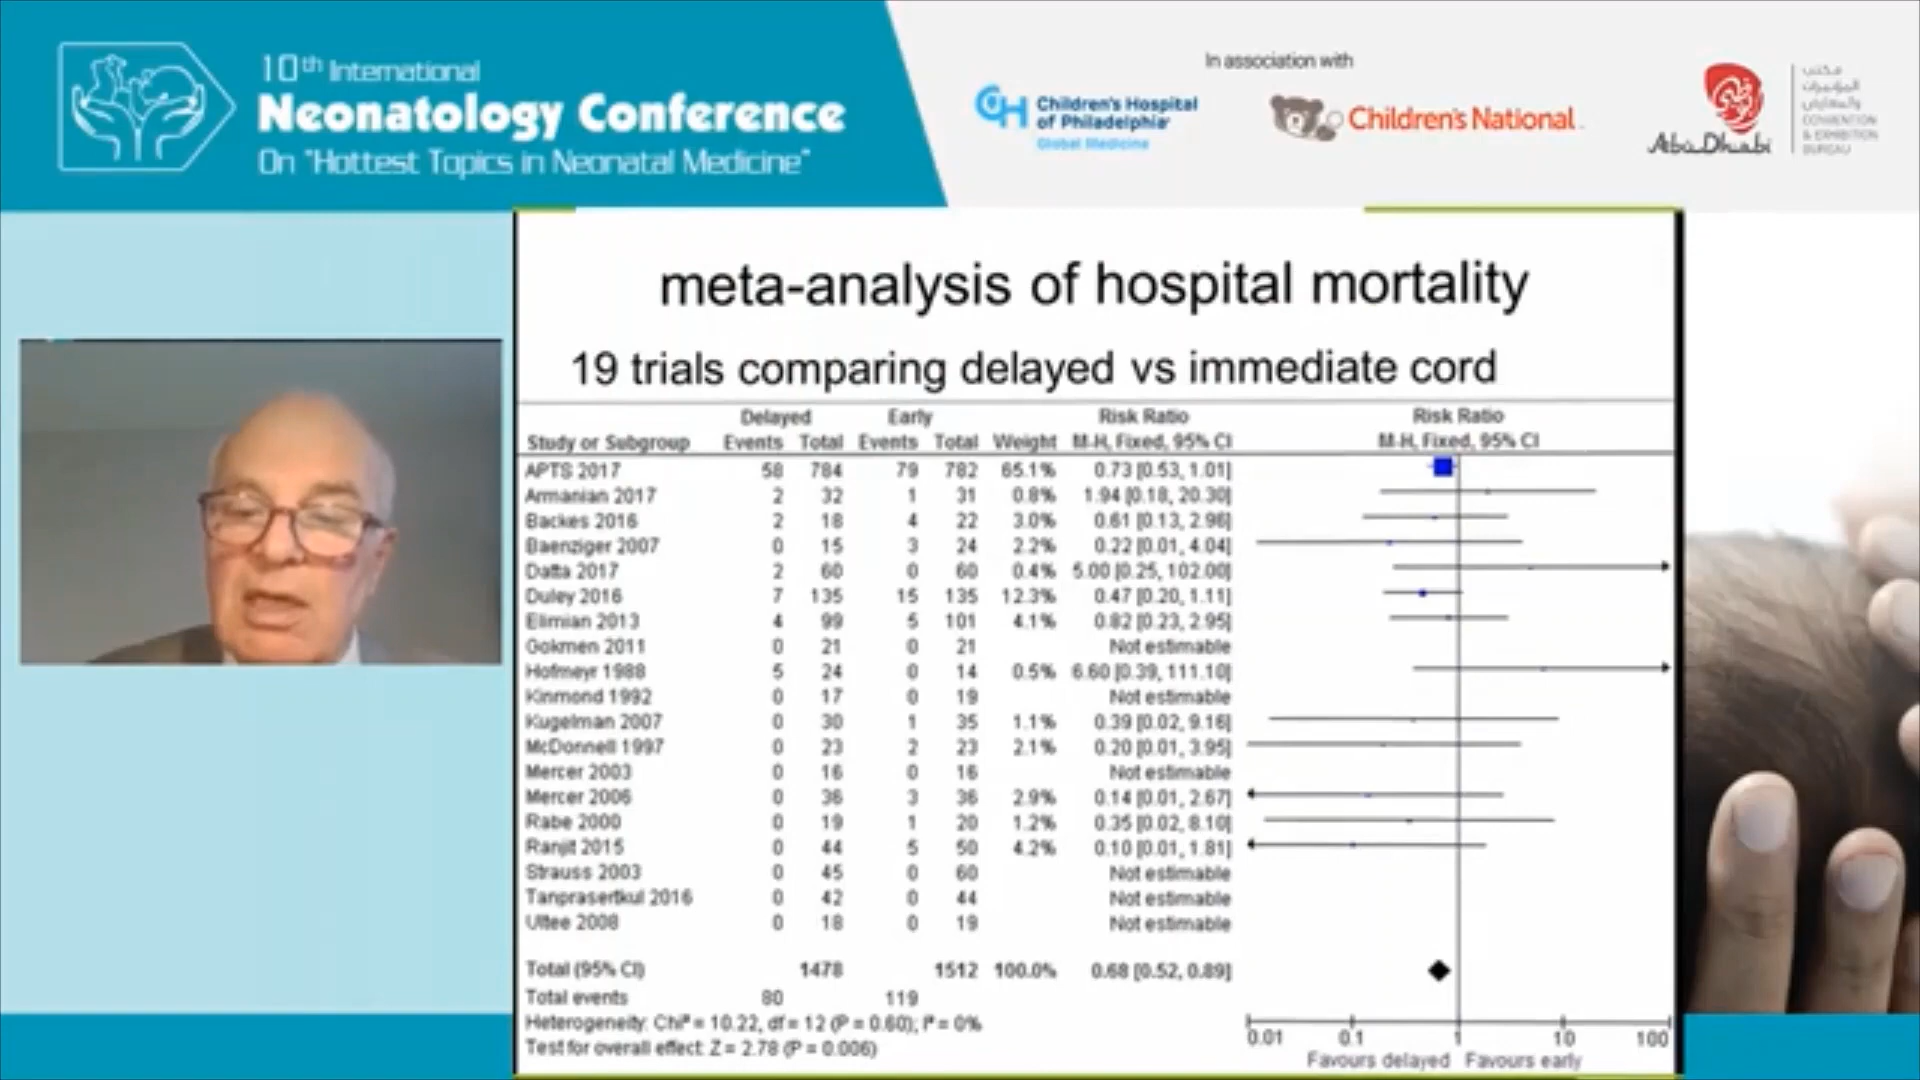 10th International
Neonatology Conference
On "Hottest Topics in Neonatal Medicine"
In association with
Children's Hospital
of Philadelphia
Global Medicine
Children's National
Abu Dhabi
CONVENTION
& EXHIBITION
BUREAU
meta-analysis of hospital mortality
19 trials comparing delayed vs immediate cord
Delayed Early Risk Ratio Risk Ratio
Study or Subgroup Events Total Events Total Weight M-H, Fixed, 95% CI M-H, Fixed, 95% CI
APTS 2017 58 784 79 782 65.1% 0.73 [0.53, 1.01]
Armanian 2017 2 32 1 31 0.8% 1.94 [0.18, 20.30]
Backes 2016 2 18 4 22 3.0% 0.61 [0.13, 2.96]
Baenziger 2007 0 15 3 24 2.2% 0.22 [0.01, 4.04]
Datta 2017 2 60 0 60 0.4% 5.00 [0.25, 102.00]
Duley 2016 7 135 15 135 12.3% 0.47 [0.20, 1.11]
Elimian 2013 4 99 5 101 4.1% 0.82 [0.23, 2.95]
Gokmen 2011 0 21 0 21 Not estimable
Hofmeyr 1988 5 24 0 14 0.5% 6.60 [0.39, 111.10]
Kinmond 1992 0 17 0 19 Not estimable
Kugelman 2007 0 30 1 35 1.1% 0.39 [0.02, 9.16]
McDonnell 1997 0 23 2 23 2.1% 0.20 [0.01, 3.95]
Mercer 2003 0 16 0 16 Not estimable
Mercer 2006 0 36 3 36 2.9% 0.14 [0.01, 2.67]
Rabe 2000 0 19 1 20 1.2% 0.35 [0.02, 8.10]
Ranjit 2015 0 44 5 50 4.2% 0.10 [0.01, 1.81]
Strauss 2003 0 45 0 60 Not estimable
Tanprasertkul 2016 0 42 0 44 Not estimable
Ultee 2008 0 18 0 19 Not estimable
Total (95% CI) 1478 1512 100.0% 0.68 [0.52, 0.89]
Total events 80 119
Heterogeneity: Chi² = 10.22, df = 12 (P = 0.60); I² = 0%
Test for overall effect: Z = 2.78 (P = 0.006)
0.01 0.1 1 10 100
Favours delayed Favours early